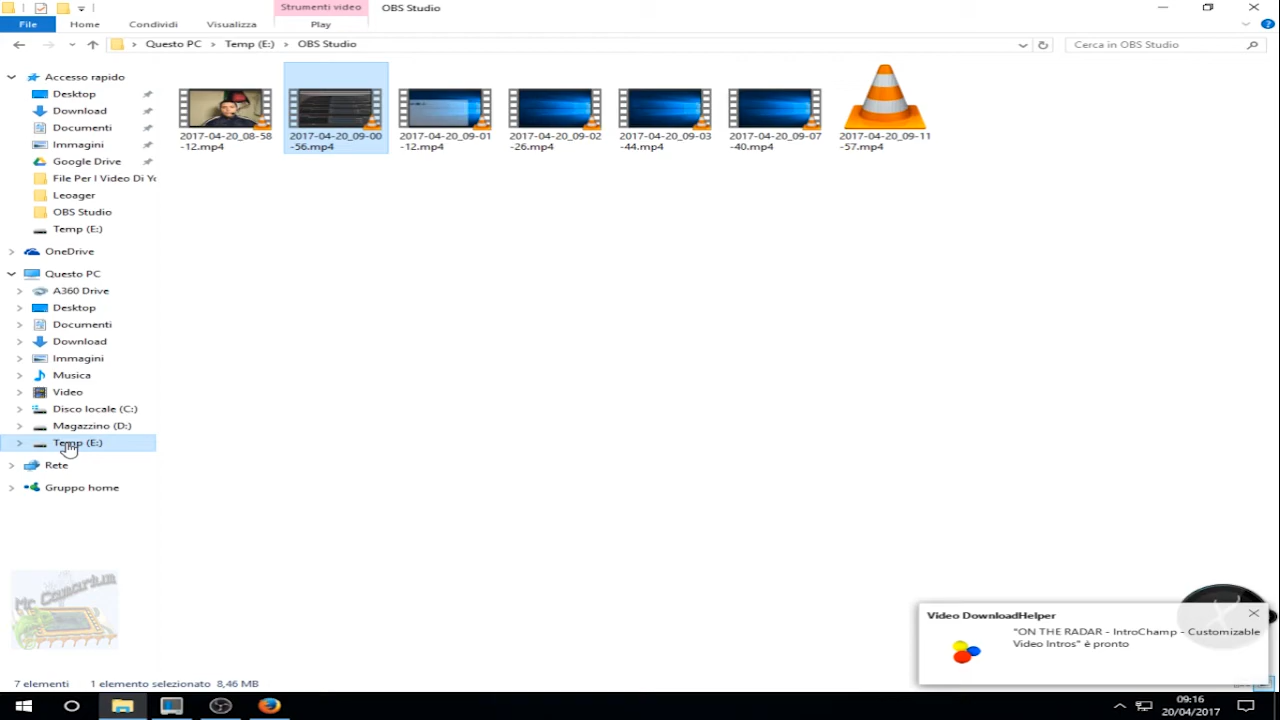 Strumenti video
OBS Studio
File
Home
Condividi
Visualizza
Play
Questo PC
Temp (E:)
OBS Studio
Cerca in OBS Studio
Accesso rapido
Desktop
Download
Documenti
Immagini
Google Drive
File Per I Video Di Yo
Leoager
OBS Studio
Temp (E:)
OneDrive
Questo PC
A360 Drive
Desktop
Documenti
Download
Immagini
Musica
Video
Disco locale (C:)
Magazzino (D:)
Temp (E:)
Rete
Gruppo home
2017-04-20_08-58
-12.mp4
2017-04-20_09-00
-56.mp4
2017-04-20_09-01
-12.mp4
2017-04-20_09-02
-26.mp4
2017-04-20_09-03
-44.mp4
2017-04-20_09-07
-40.mp4
2017-04-20_09-11
-57.mp4
Video DownloadHelper
"ON THE RADAR - IntroChamp - Customizable
Video Intros" è pronto
7 elementi
1 elemento selezionato 8,46 MB
09:16
20/04/2017